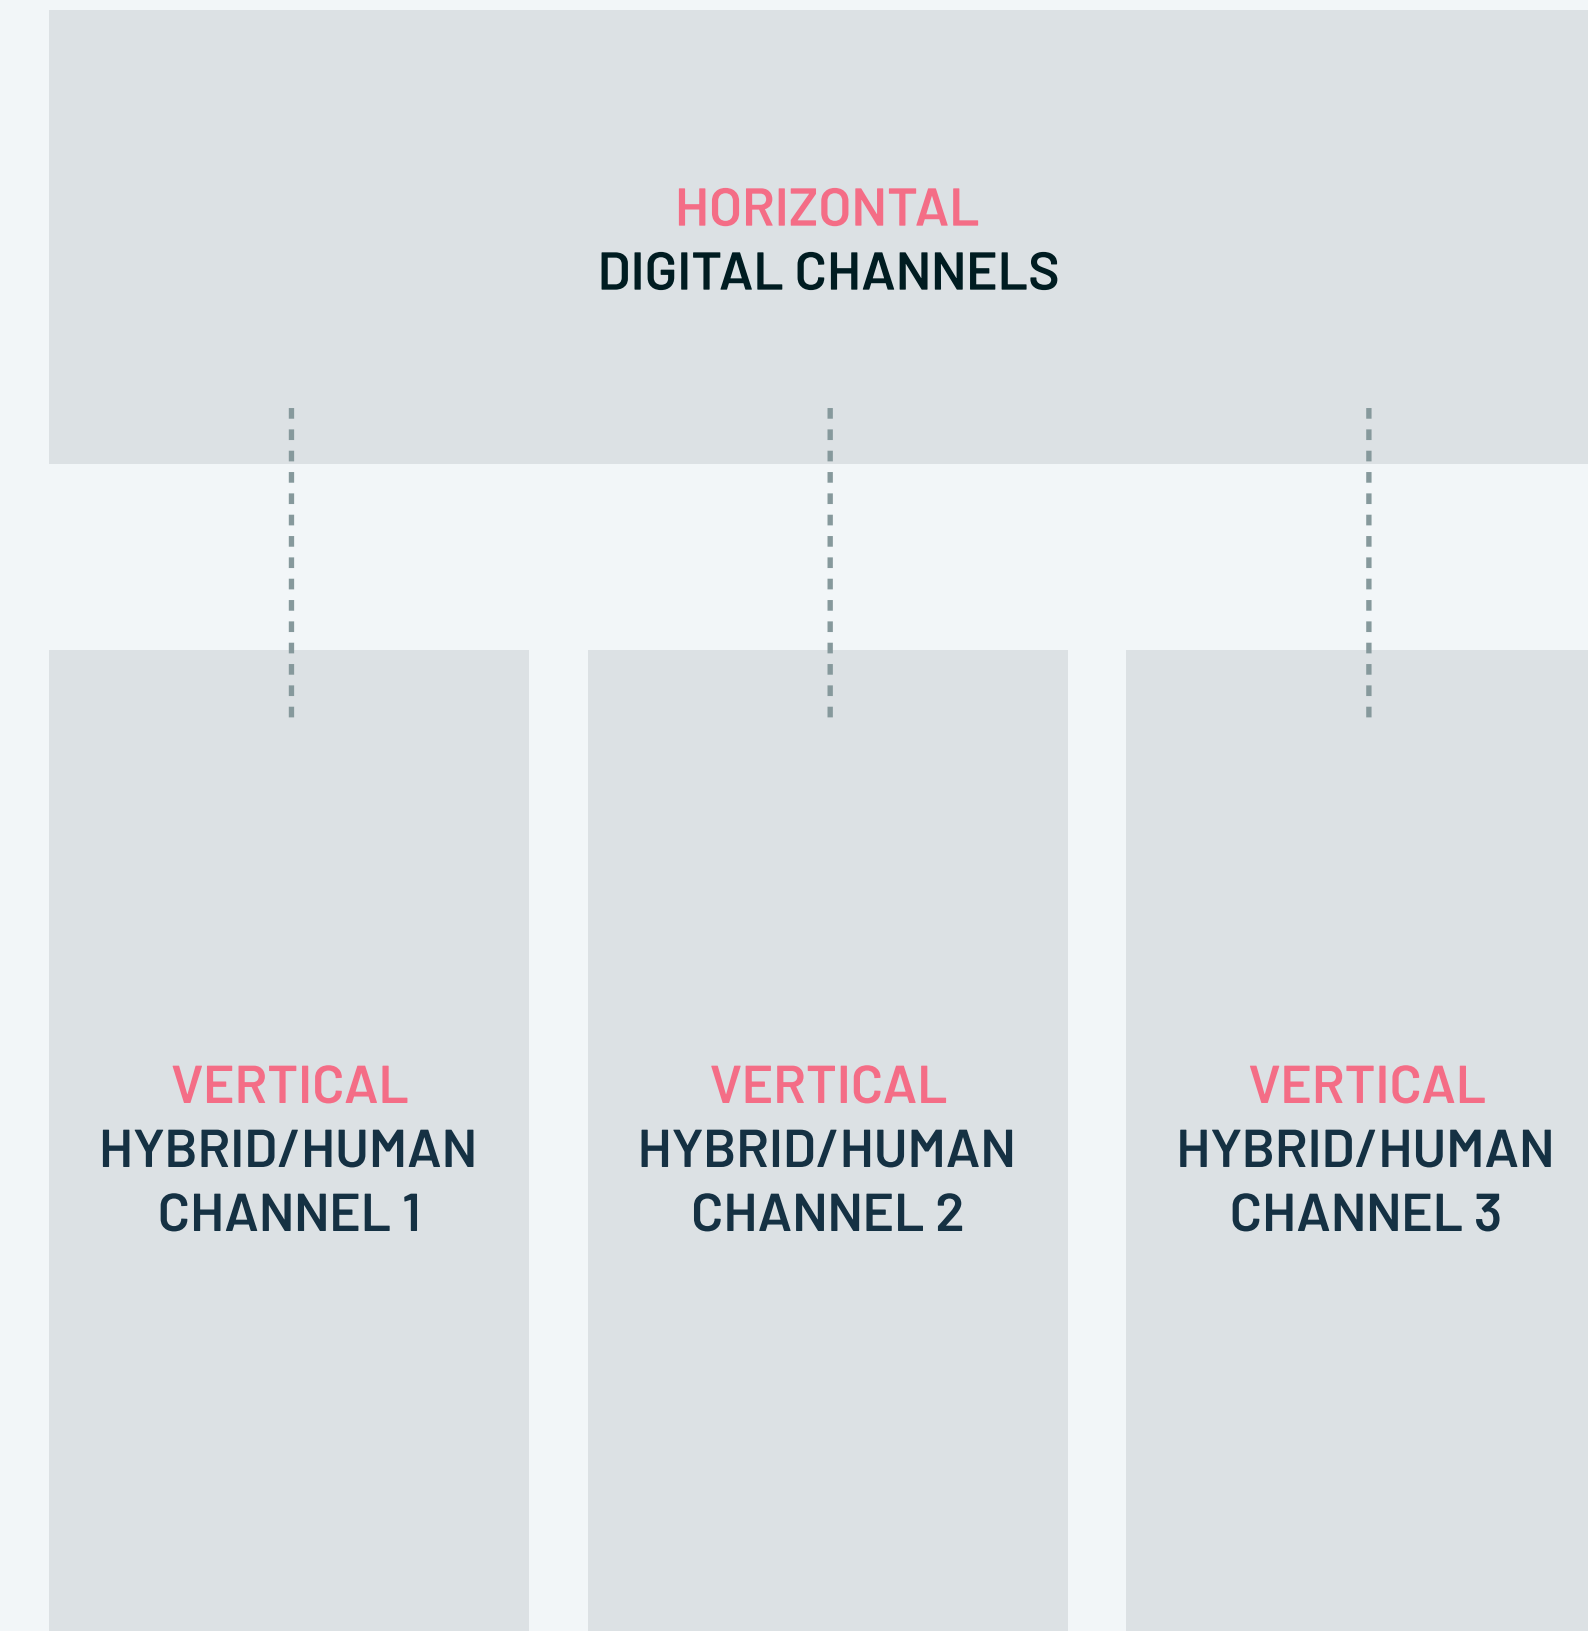 HORIZONTAL
DIGITAL CHANNELS
VERTICAL
HYBRID/HUMAN
CHANNEL 1
VERTICAL
HYBRID/HUMAN
CHANNEL 2
VERTICAL
HYBRID/HUMAN
CHANNEL 3